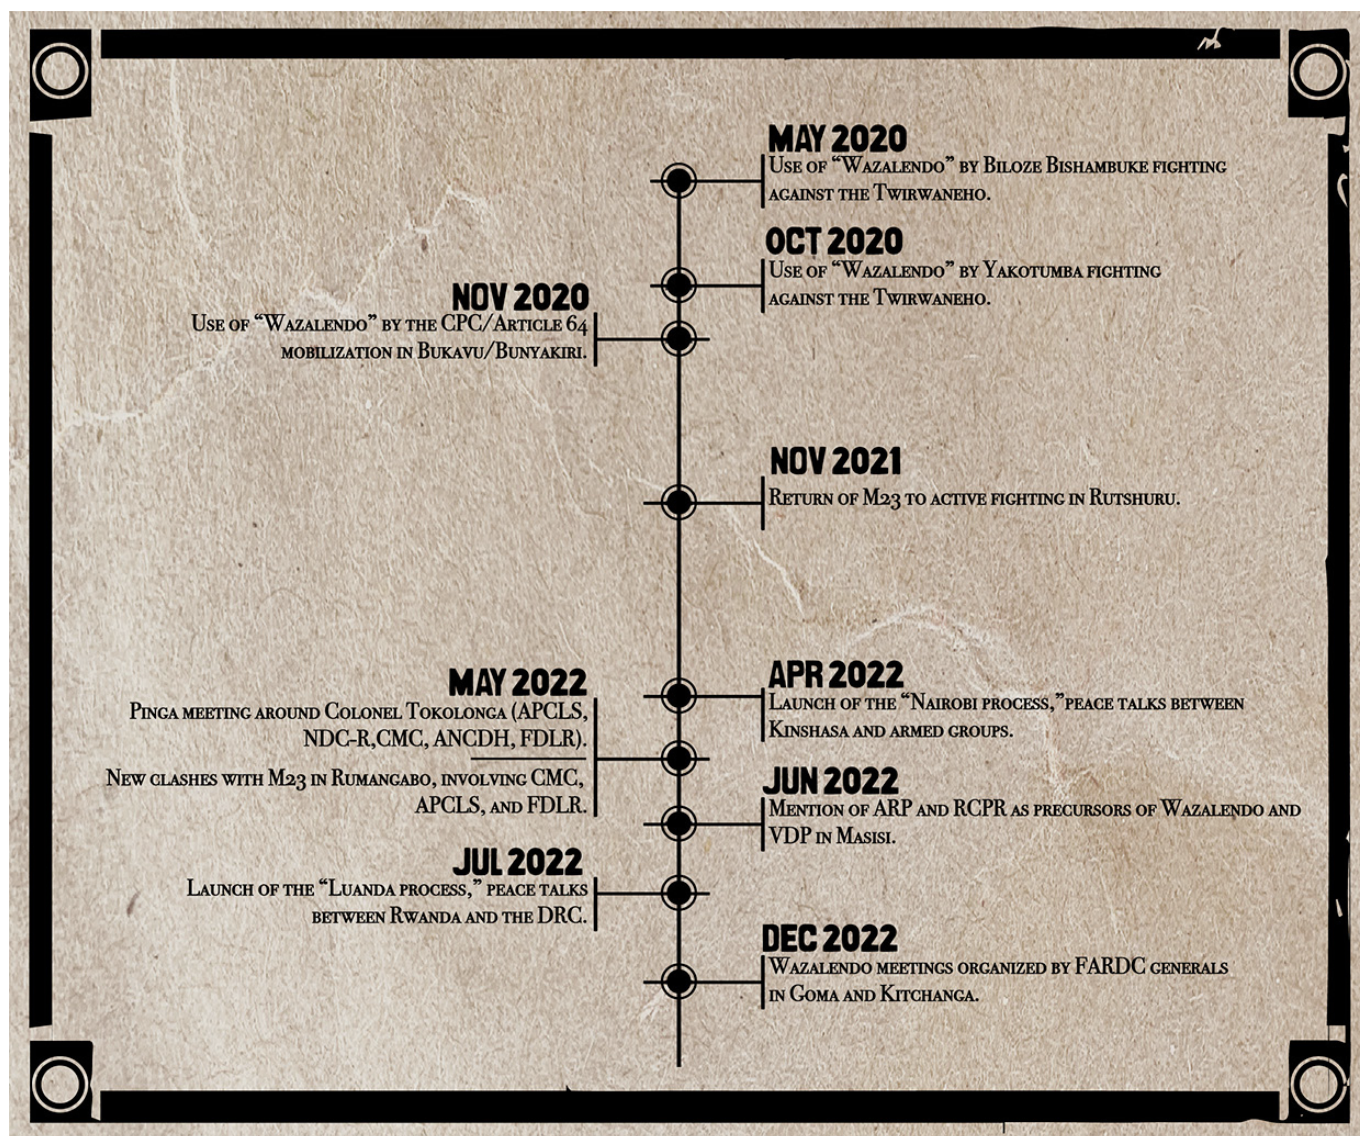 MAY 2020
Use of “Wazalendo” by Biloze Bishambuke fighting
against the Twirwaneho.
OCT 2020
Use of “Wazalendo” by Yakotumba fighting
against the Twirwaneho.
NOV 2020
Use of “Wazalendo” by the CPC/Article 64
mobilization in Bukavu/Bunyakiri.
NOV 2021
Return of M23 to active fighting in Rutshuru.
APR 2022
Launch of the “Nairobi process,”peace talks between
Kinshasa and armed groups.
MAY 2022
Pinga meeting around Colonel Tokolonga (APCLS,
NDC-R,CMC, ANCDH, FDLR).
New clashes with M23 in Rumangabo, involving CMC,
APCLS, and FDLR.
JUN 2022
Mention of ARP and RCPR as precursors of Wazalendo and
VDP in Masisi.
JUL 2022
Launch of the “Luanda process,” peace talks
between Rwanda and the DRC.
DEC 2022
Wazalendo meetings organized by FARDC generals
in Goma and Kitchanga.